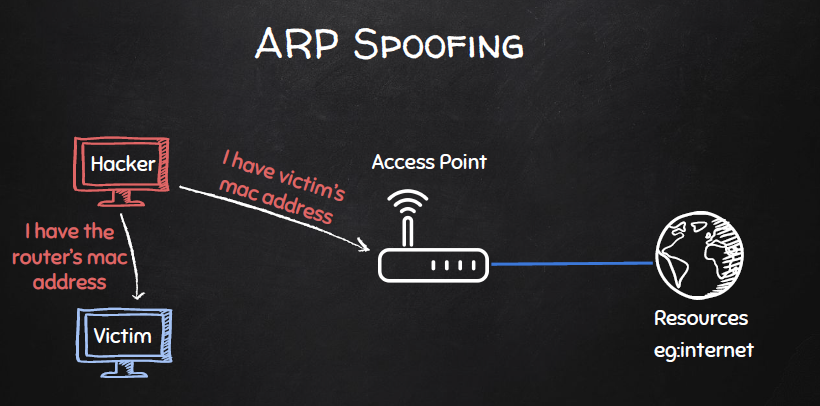 ARP SPOOFING
Hacker
I have victim's
mac address
Access Point
I have the
router's mac
address
Victim
Resources
eg:internet